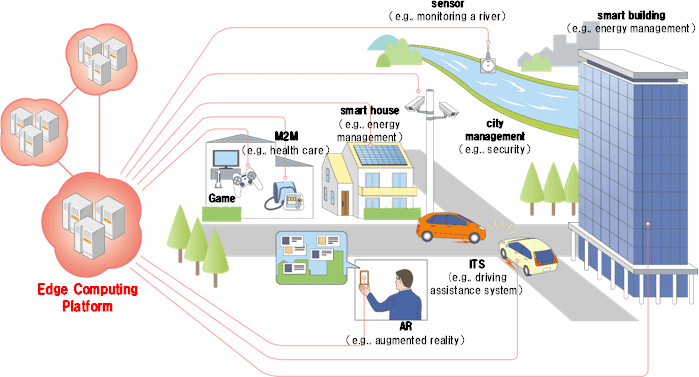 sensor
(e.g., monitoring a river)
smart building
(e.g., energy management)
smart house
(e.g., energy
management)
city
management
(e.g., security)
M2M
(e.g., health care)
Game
ITS
(e.g., driving
assistance system)
Edge Computing
Platform
AR
(e.g., augmented reality)